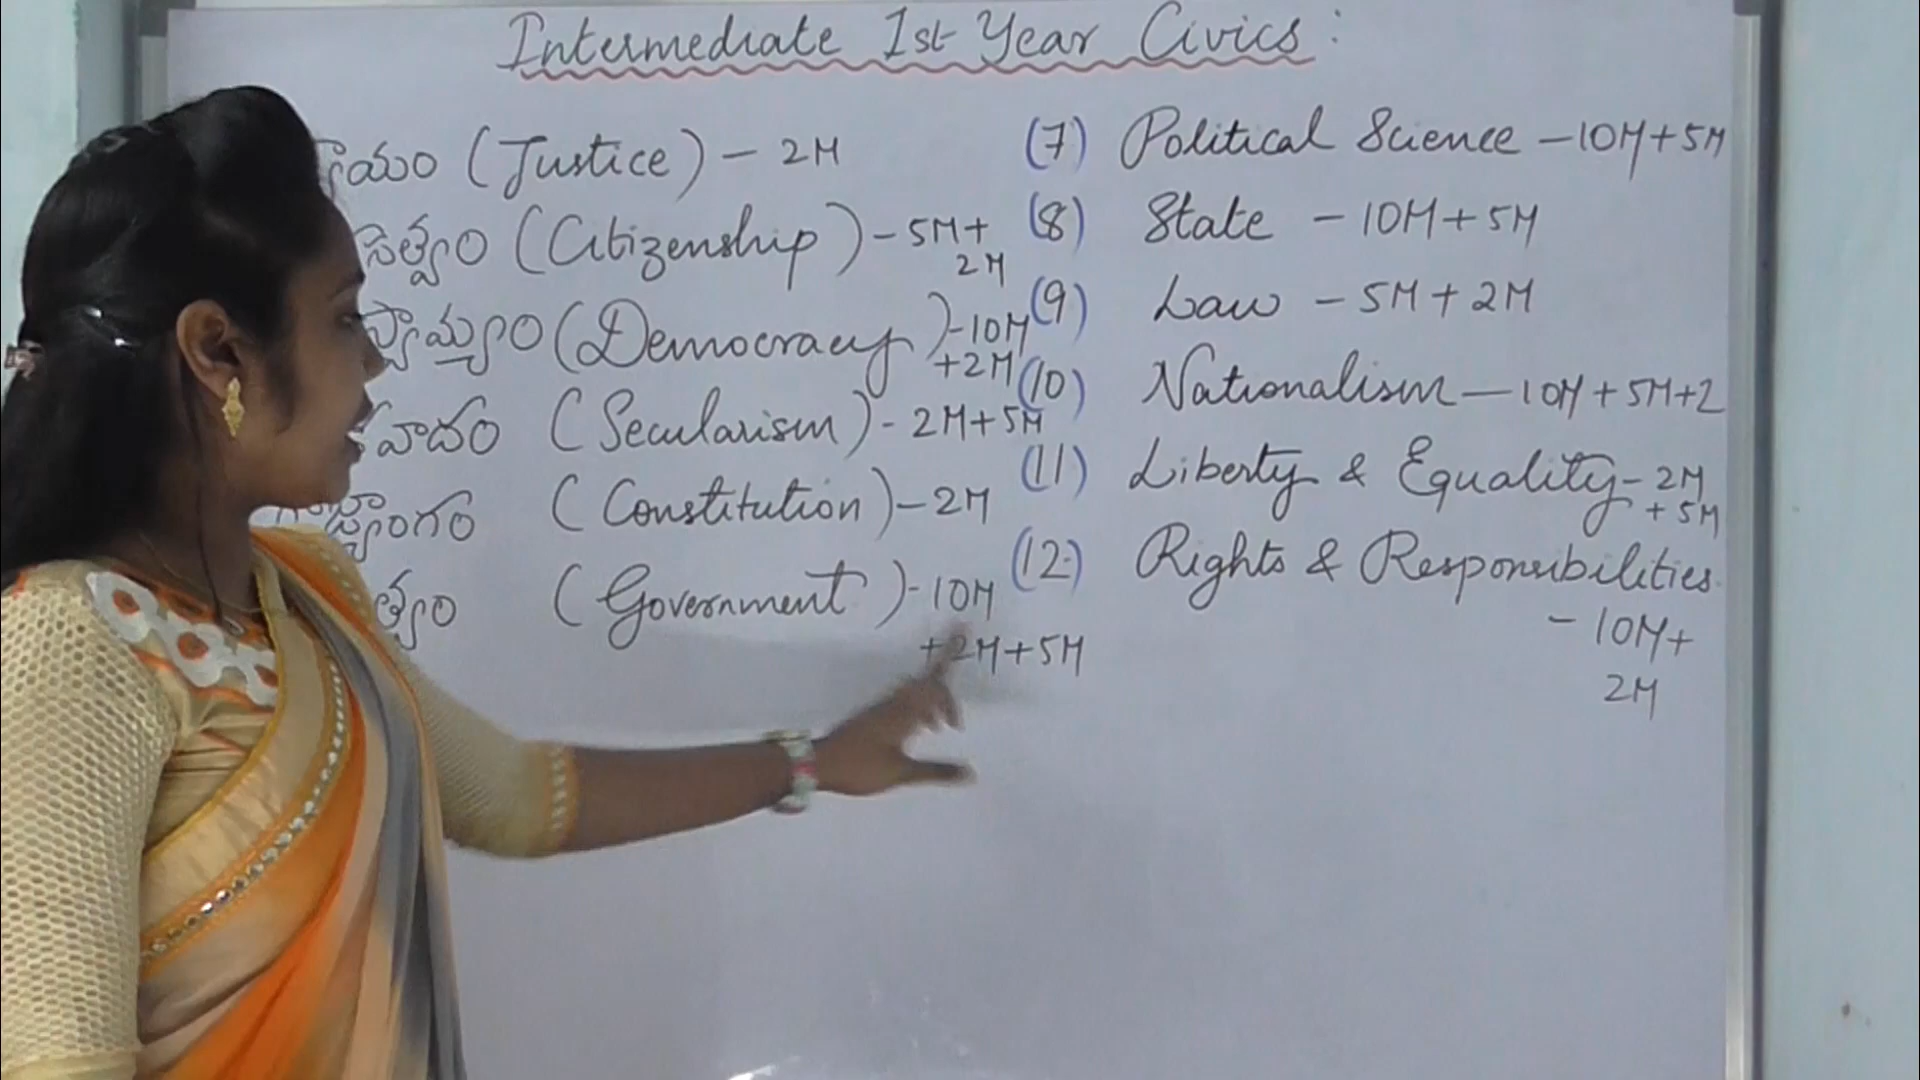 Intermediate 1st Year Civics :
(Justice) - 2M
(Citizenship) - 5M+
2M
(Democracy) - 10M
+2M
వాదం (Secularism) - 2M+5M
(Constitution) - 2M
(Government) - 10M
+2M+5M
(7) Political Science - 10M+5M
(8) State - 10M+5M
(9) Law - 5M+2M
(10) Nationalism - 10M+5M+2
(11) Liberty & Equality - 2M
+5M
(12) Rights & Responsibilities
- 10M+
2M